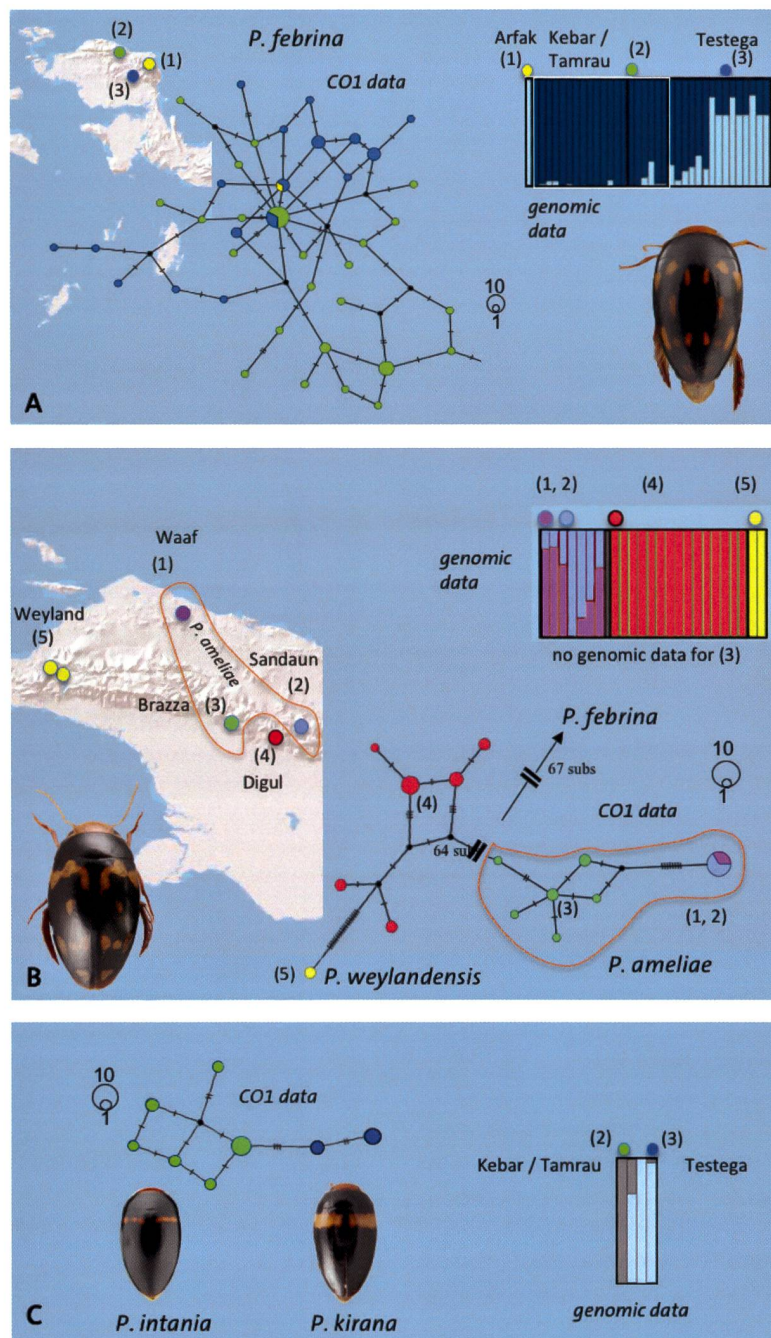 P. febrina
CO1 data
(2)
(1)
(3)
Arfak
(1)
Kebar /
Tamrau
(2)
Testega
(3)
genomic
data
10
1
A
Waaf
(1)
Weyland
(5)
P. ameliae
Sandaun
(2)
Brazza
(3)
(4)
Digul
(1, 2)
(4)
(5)
genomic
data
no genomic data for (3)
P. febrina
67 subs
10
1
CO1 data
(4)
64 su
(3)
(1, 2)
(5)
P. weylandensis
P. ameliae
B
10
1
CO1 data
(2)
(3)
Kebar / Tamrau
Testega
genomic data
P. intania
P. kirana
C